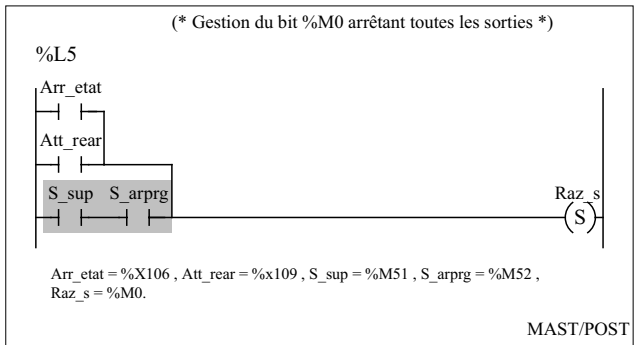 (* Gestion du bit %M0 arrêtant toutes les sorties *)
%L5
Arr_etat
Att_rear
S_sup S_arprg
Raz_s
S
Arr_etat = %X106 , Att_rear = %x109 , S_sup = %M51 , S_arprg = %M52 ,
Raz_s = %M0.
MAST/POST